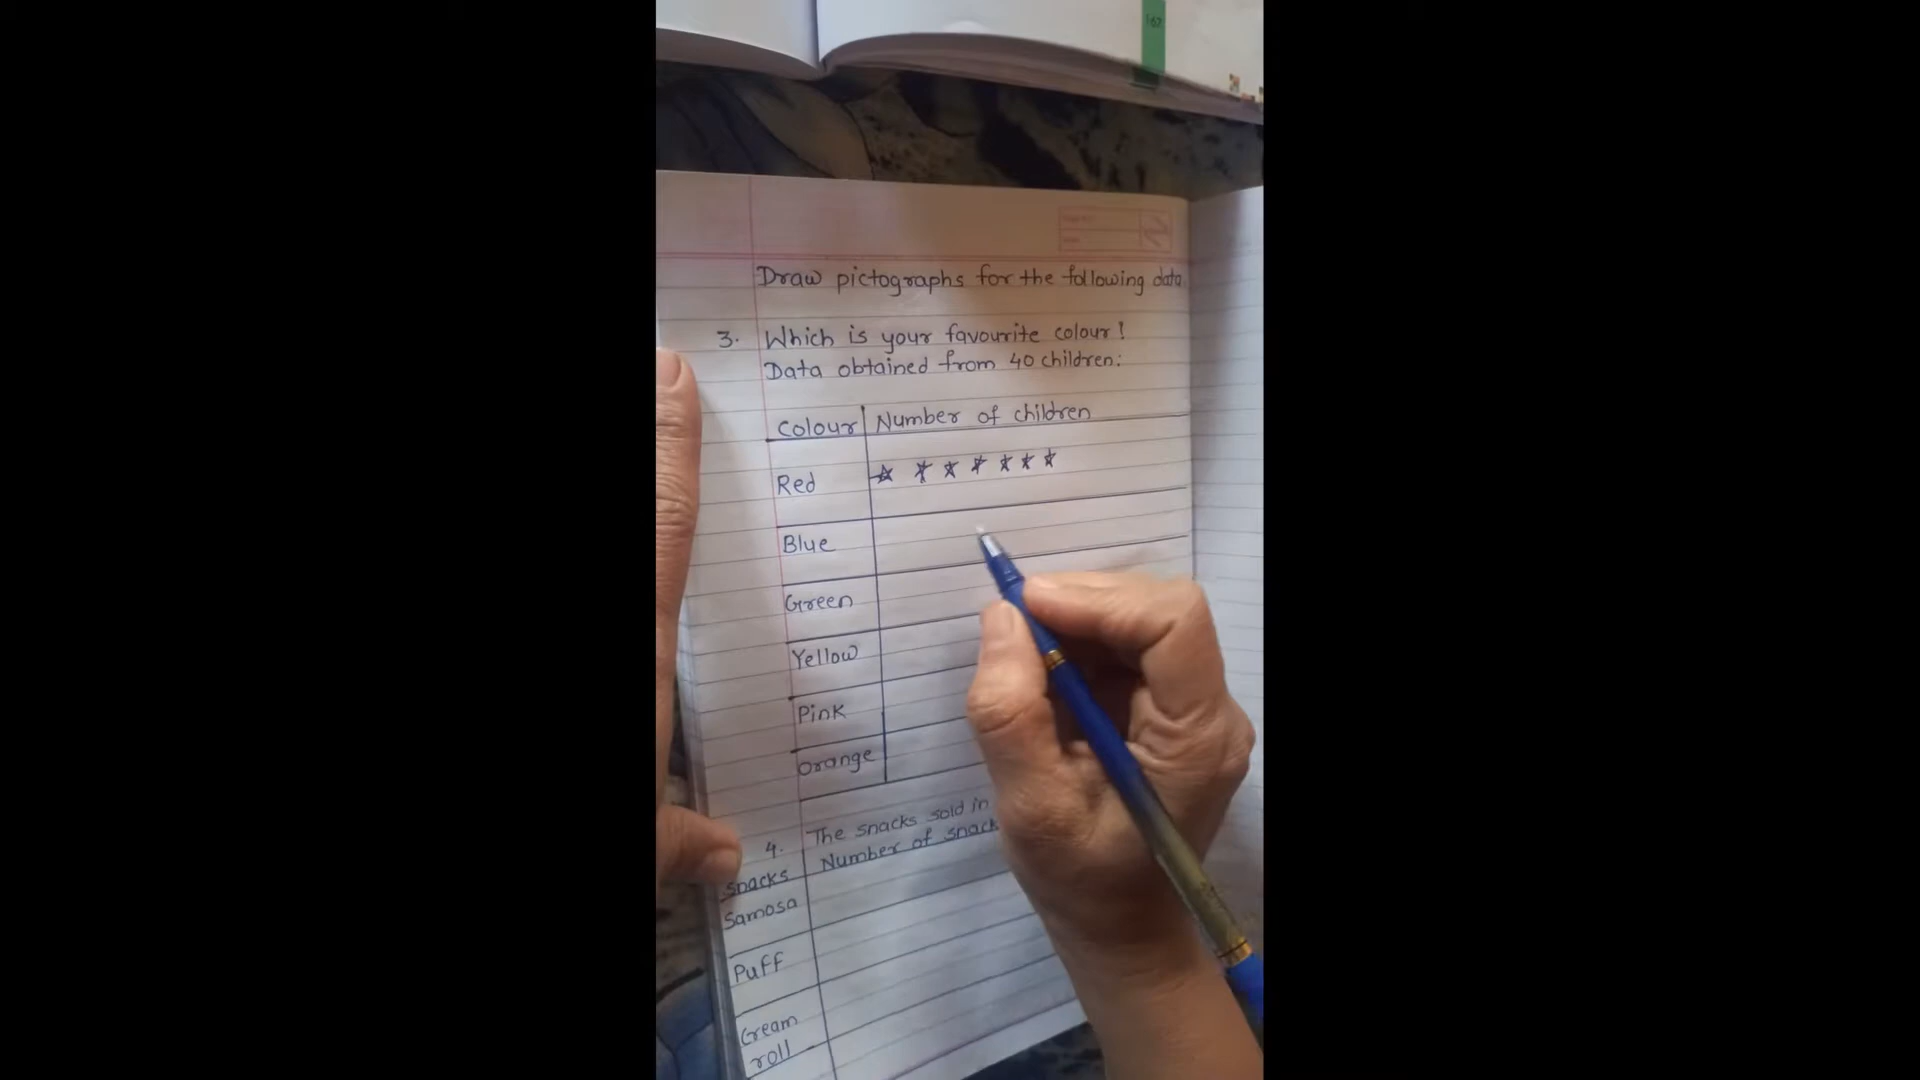 162
Draw pictographs for the following data.
3. Which is your favourite colour!
Data obtained from 40 children:
Colour Number of children
Red
Blue
Green
Yellow
Pink
Orange
4. The snacks sold in
Number of snack
Snacks
Samosa
Puff
Cream
roll